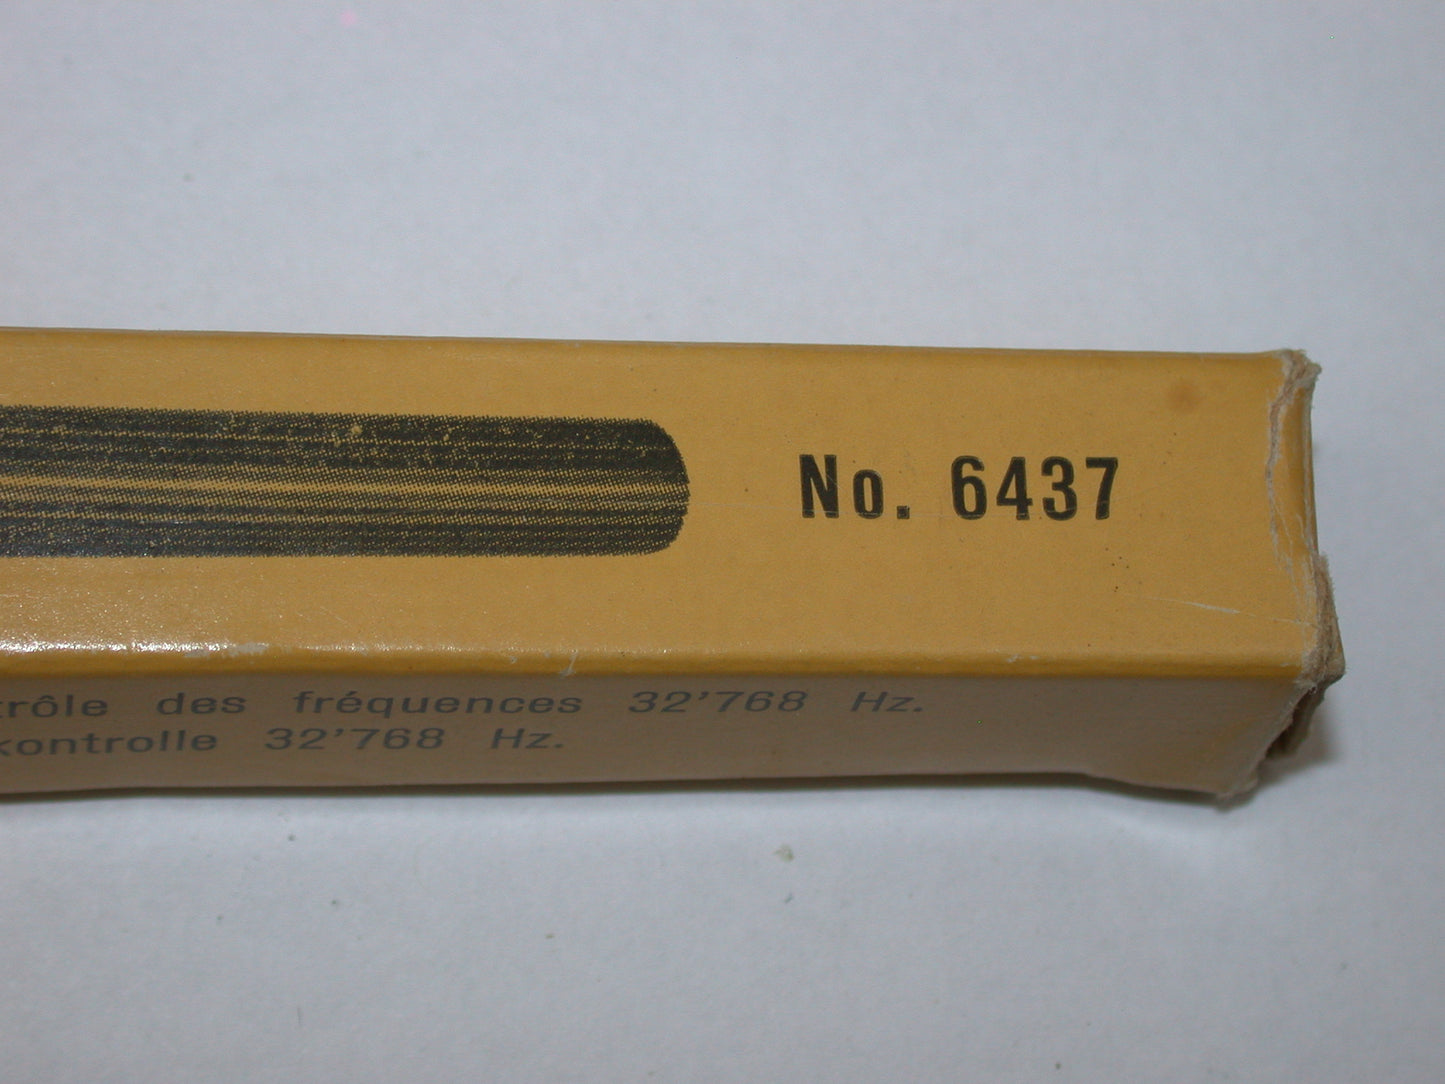 No. 6437
trôle des fréquences 32'768 Hz.
kontrolle 32'768 Hz.